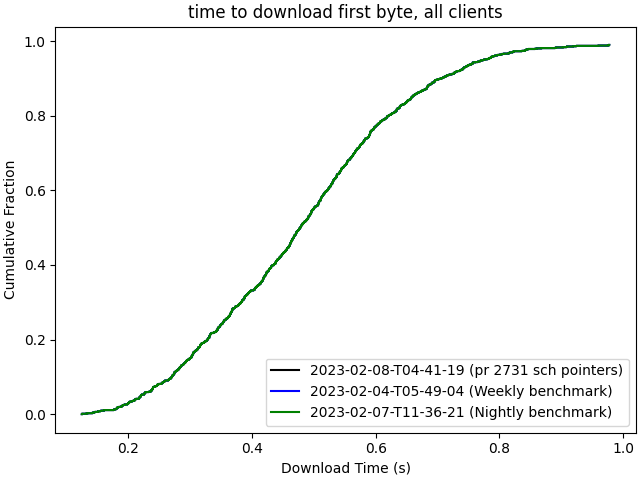 time to download first byte, all clients
1.0
0.8
0.6
0.4
0.2
0.0
Cumulative Fraction
2023-02-08-T04-41-19 (pr 2731 sch pointers)
2023-02-04-T05-49-04 (Weekly benchmark)
2023-02-07-T11-36-21 (Nightly benchmark)
0.2 0.4 0.6 0.8 1.0
Download Time (s)